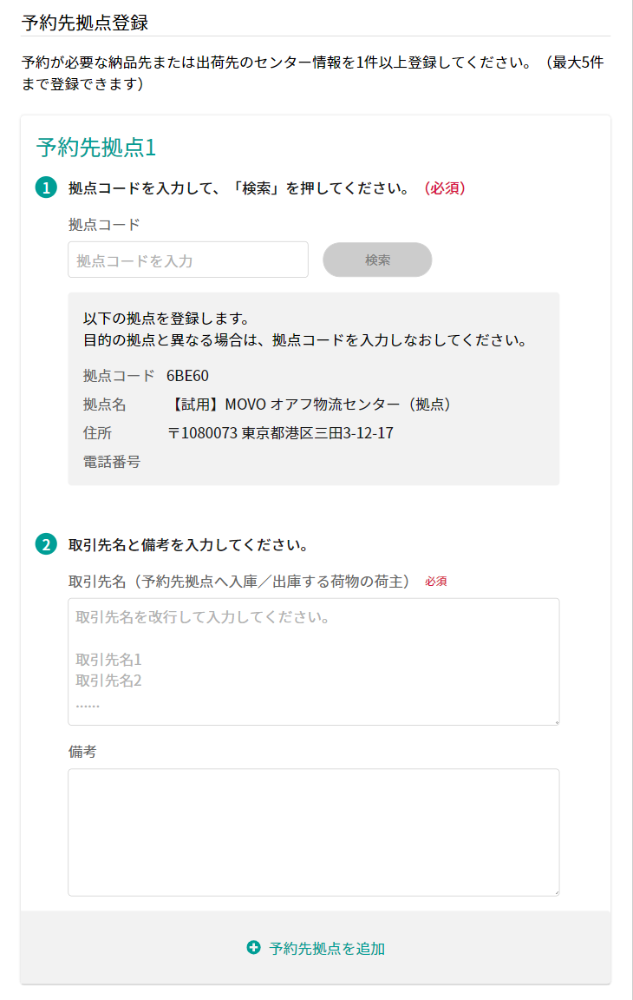 予約先拠点登録
予約が必要な納品先または出荷先のセンター情報を1件以上登録してください。（最大5件
まで登録できます）
予約先拠点1
1 拠点コードを入力して、「検索」を押してください。（必須）
拠点コード
拠点コードを入力 検索
以下の拠点を登録します。
目的の拠点と異なる場合は、拠点コードを入力しなおしてください。
拠点コード 6BE60
拠点名 【試用】MOVO オアフ物流センター（拠点）
住所 〒1080073 東京都港区三田3-12-17
電話番号
2 取引先名と備考を入力してください。
取引先名（予約先拠点へ入庫／出庫する荷物の荷主） 必須
取引先名を改行して入力してください。
取引先名1
取引先名2
……
備考
予約先拠点を追加